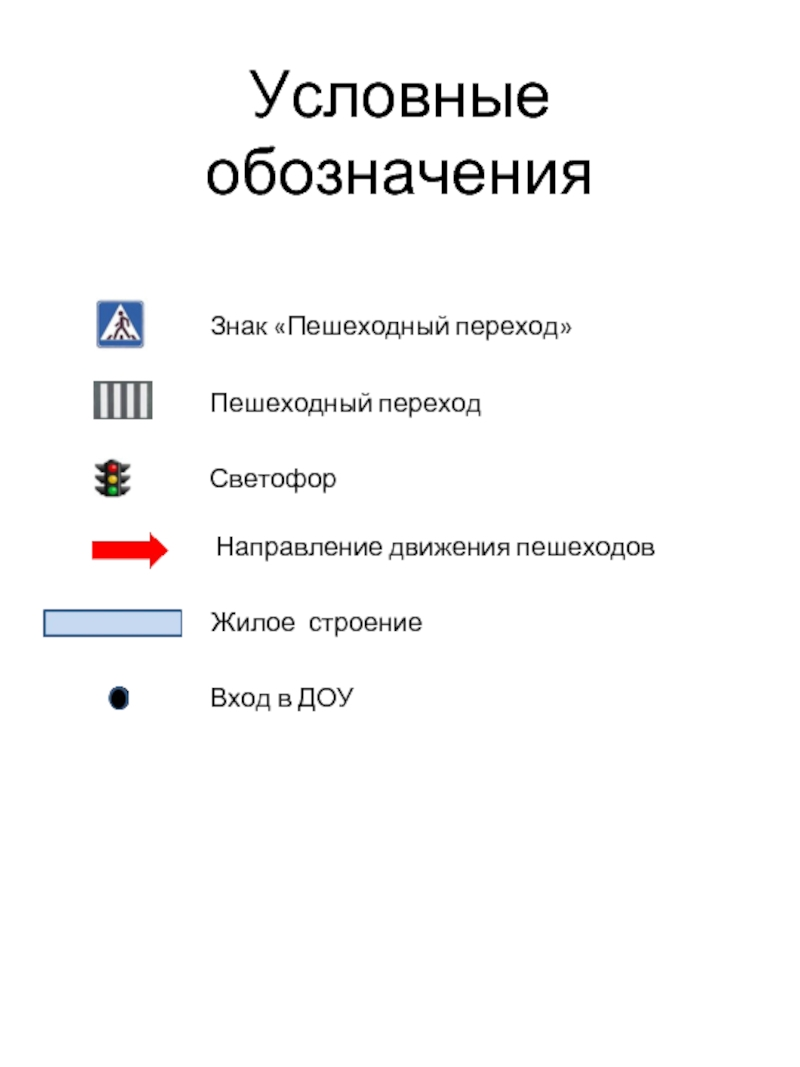 Условные
обозначения
Знак «Пешеходный переход»
Пешеходный переход
Светофор
Направление движения пешеходов
Жилое строение
Вход в ДОУ